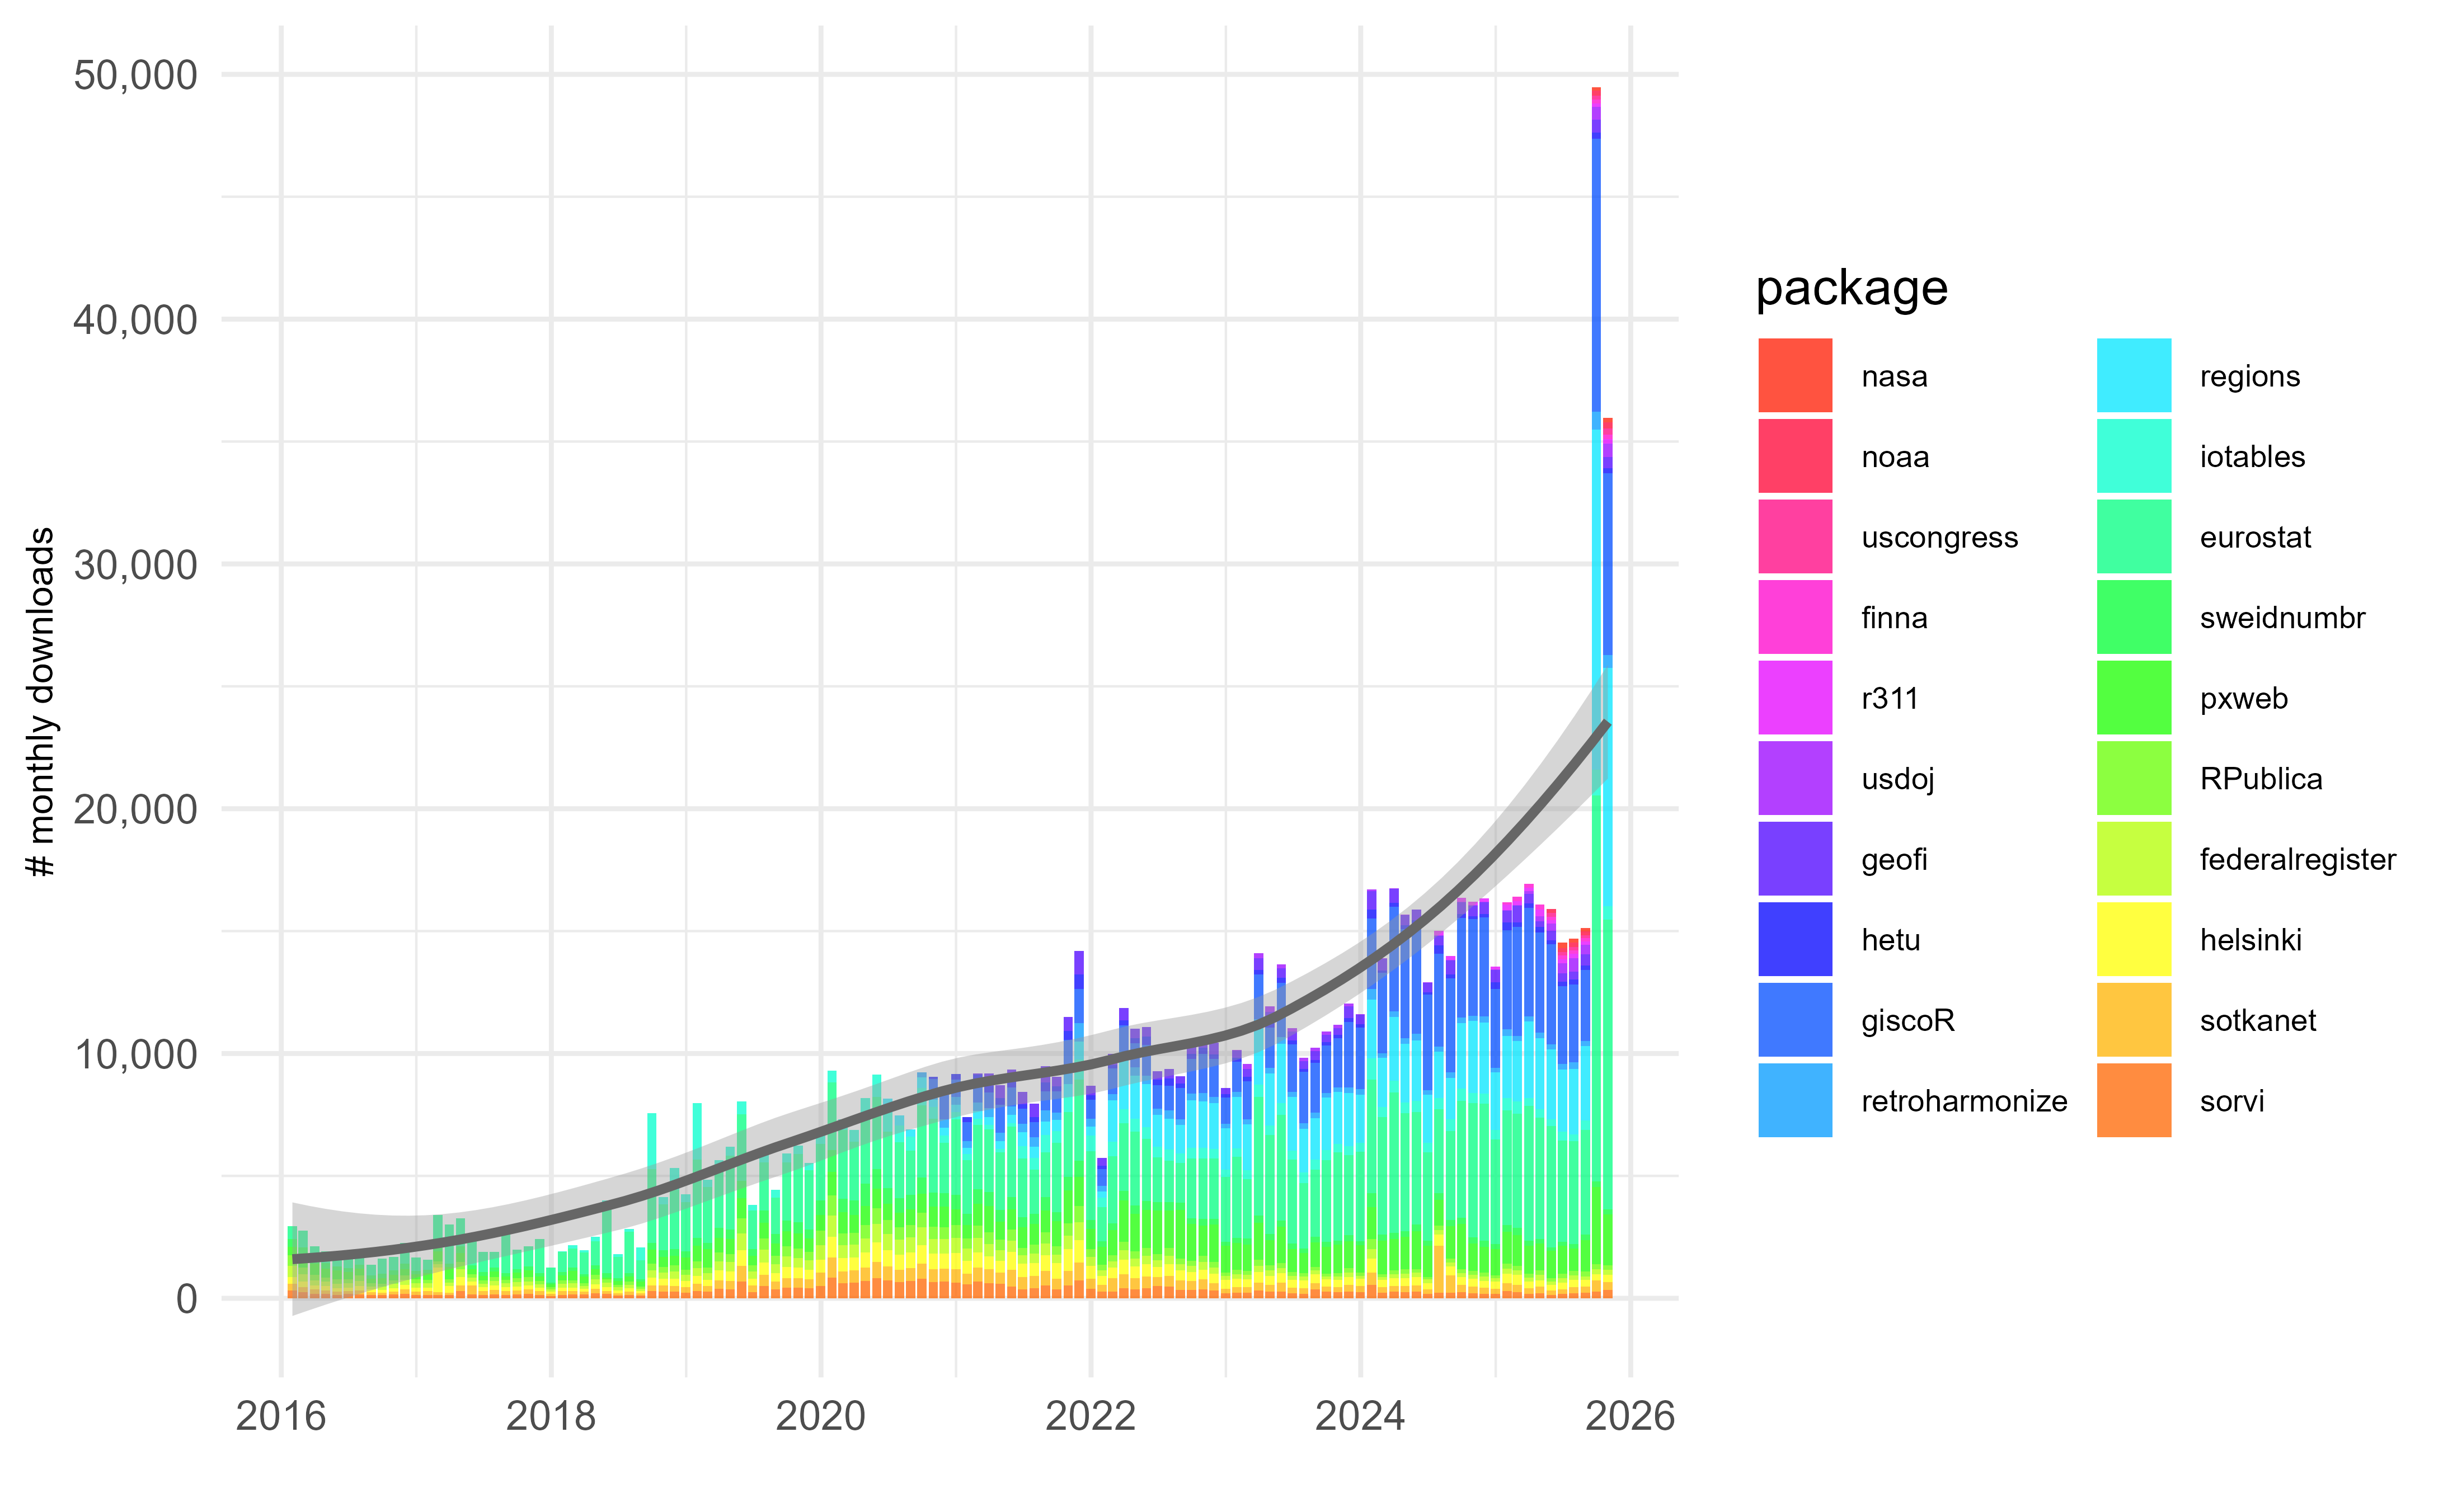 50,000
40,000
30,000
20,000
10,000
0
# monthly downloads
2016 2018 2020 2022 2024 2026
package
nasa
noaa
uscongress
finna
r311
usdoj
geofi
hetu
giscoR
retroharmonize
regions
iotables
eurostat
sweidnumbr
pxweb
RPublica
federalregister
helsinki
sotkanet
sorvi